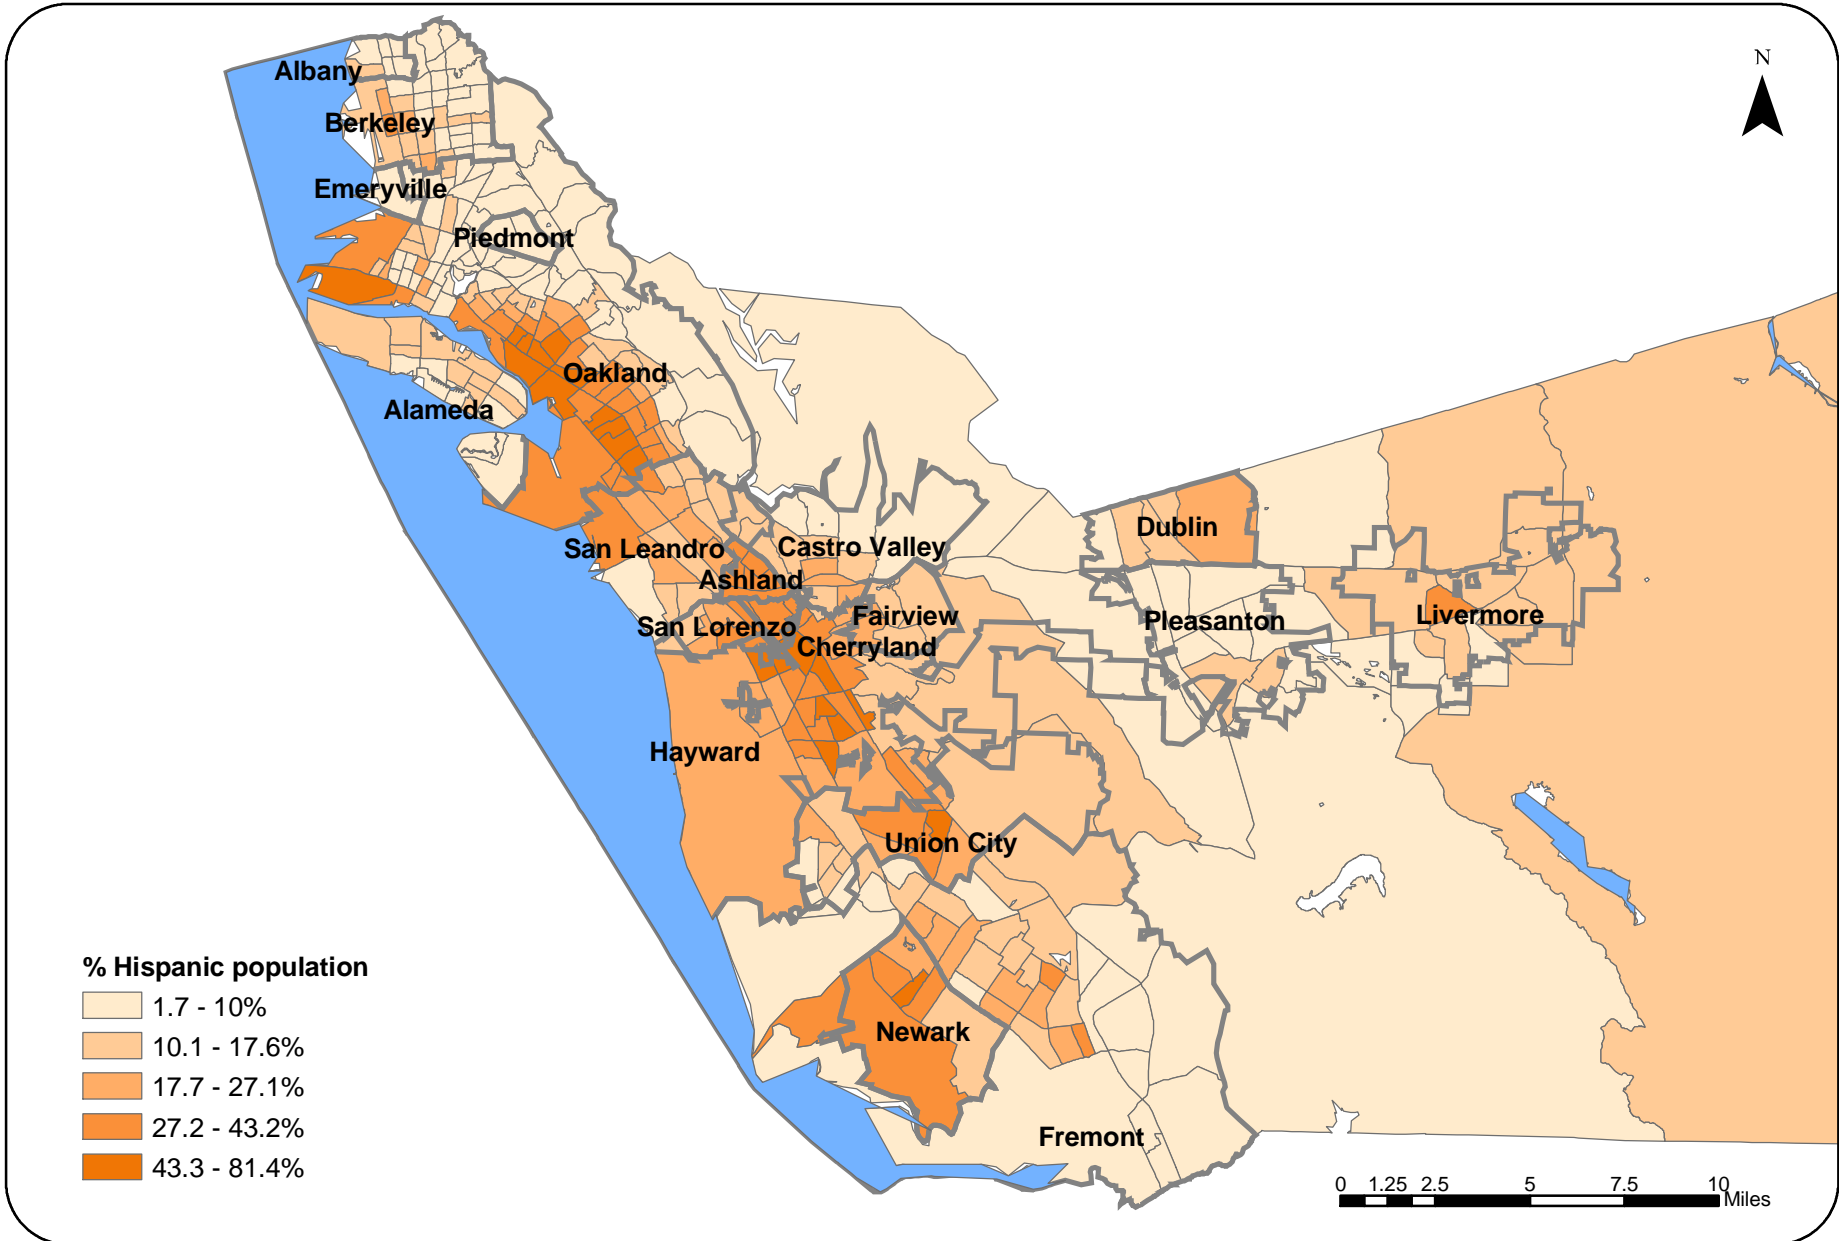 N
Albany
Berkeley
Emeryville
Piedmont
Oakland
Alameda
Dublin
San Leandro
Castro Valley
Ashland
Fairview
Livermore
Pleasanton
San Lorenzo
Cherryland
Hayward
Union City
Newark
Fremont
% Hispanic population
1.7 - 10%
10.1 - 17.6%
17.7 - 27.1%
27.2 - 43.2%
43.3 - 81.4%
0 1.25 2.5 5 7.5 10
Miles